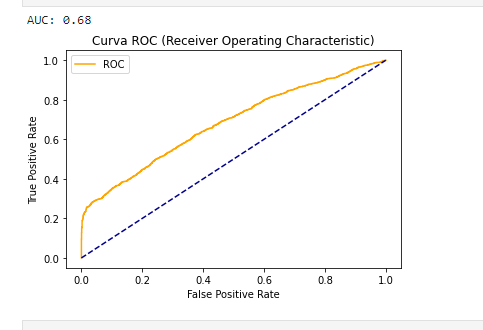 AUC: 0.68
Curva ROC (Receiver Operating Characteristic)
ROC
True Positive Rate
1.0
0.8
0.6
0.4
0.2
0.0
0.0 0.2 0.4 0.6 0.8 1.0
False Positive Rate